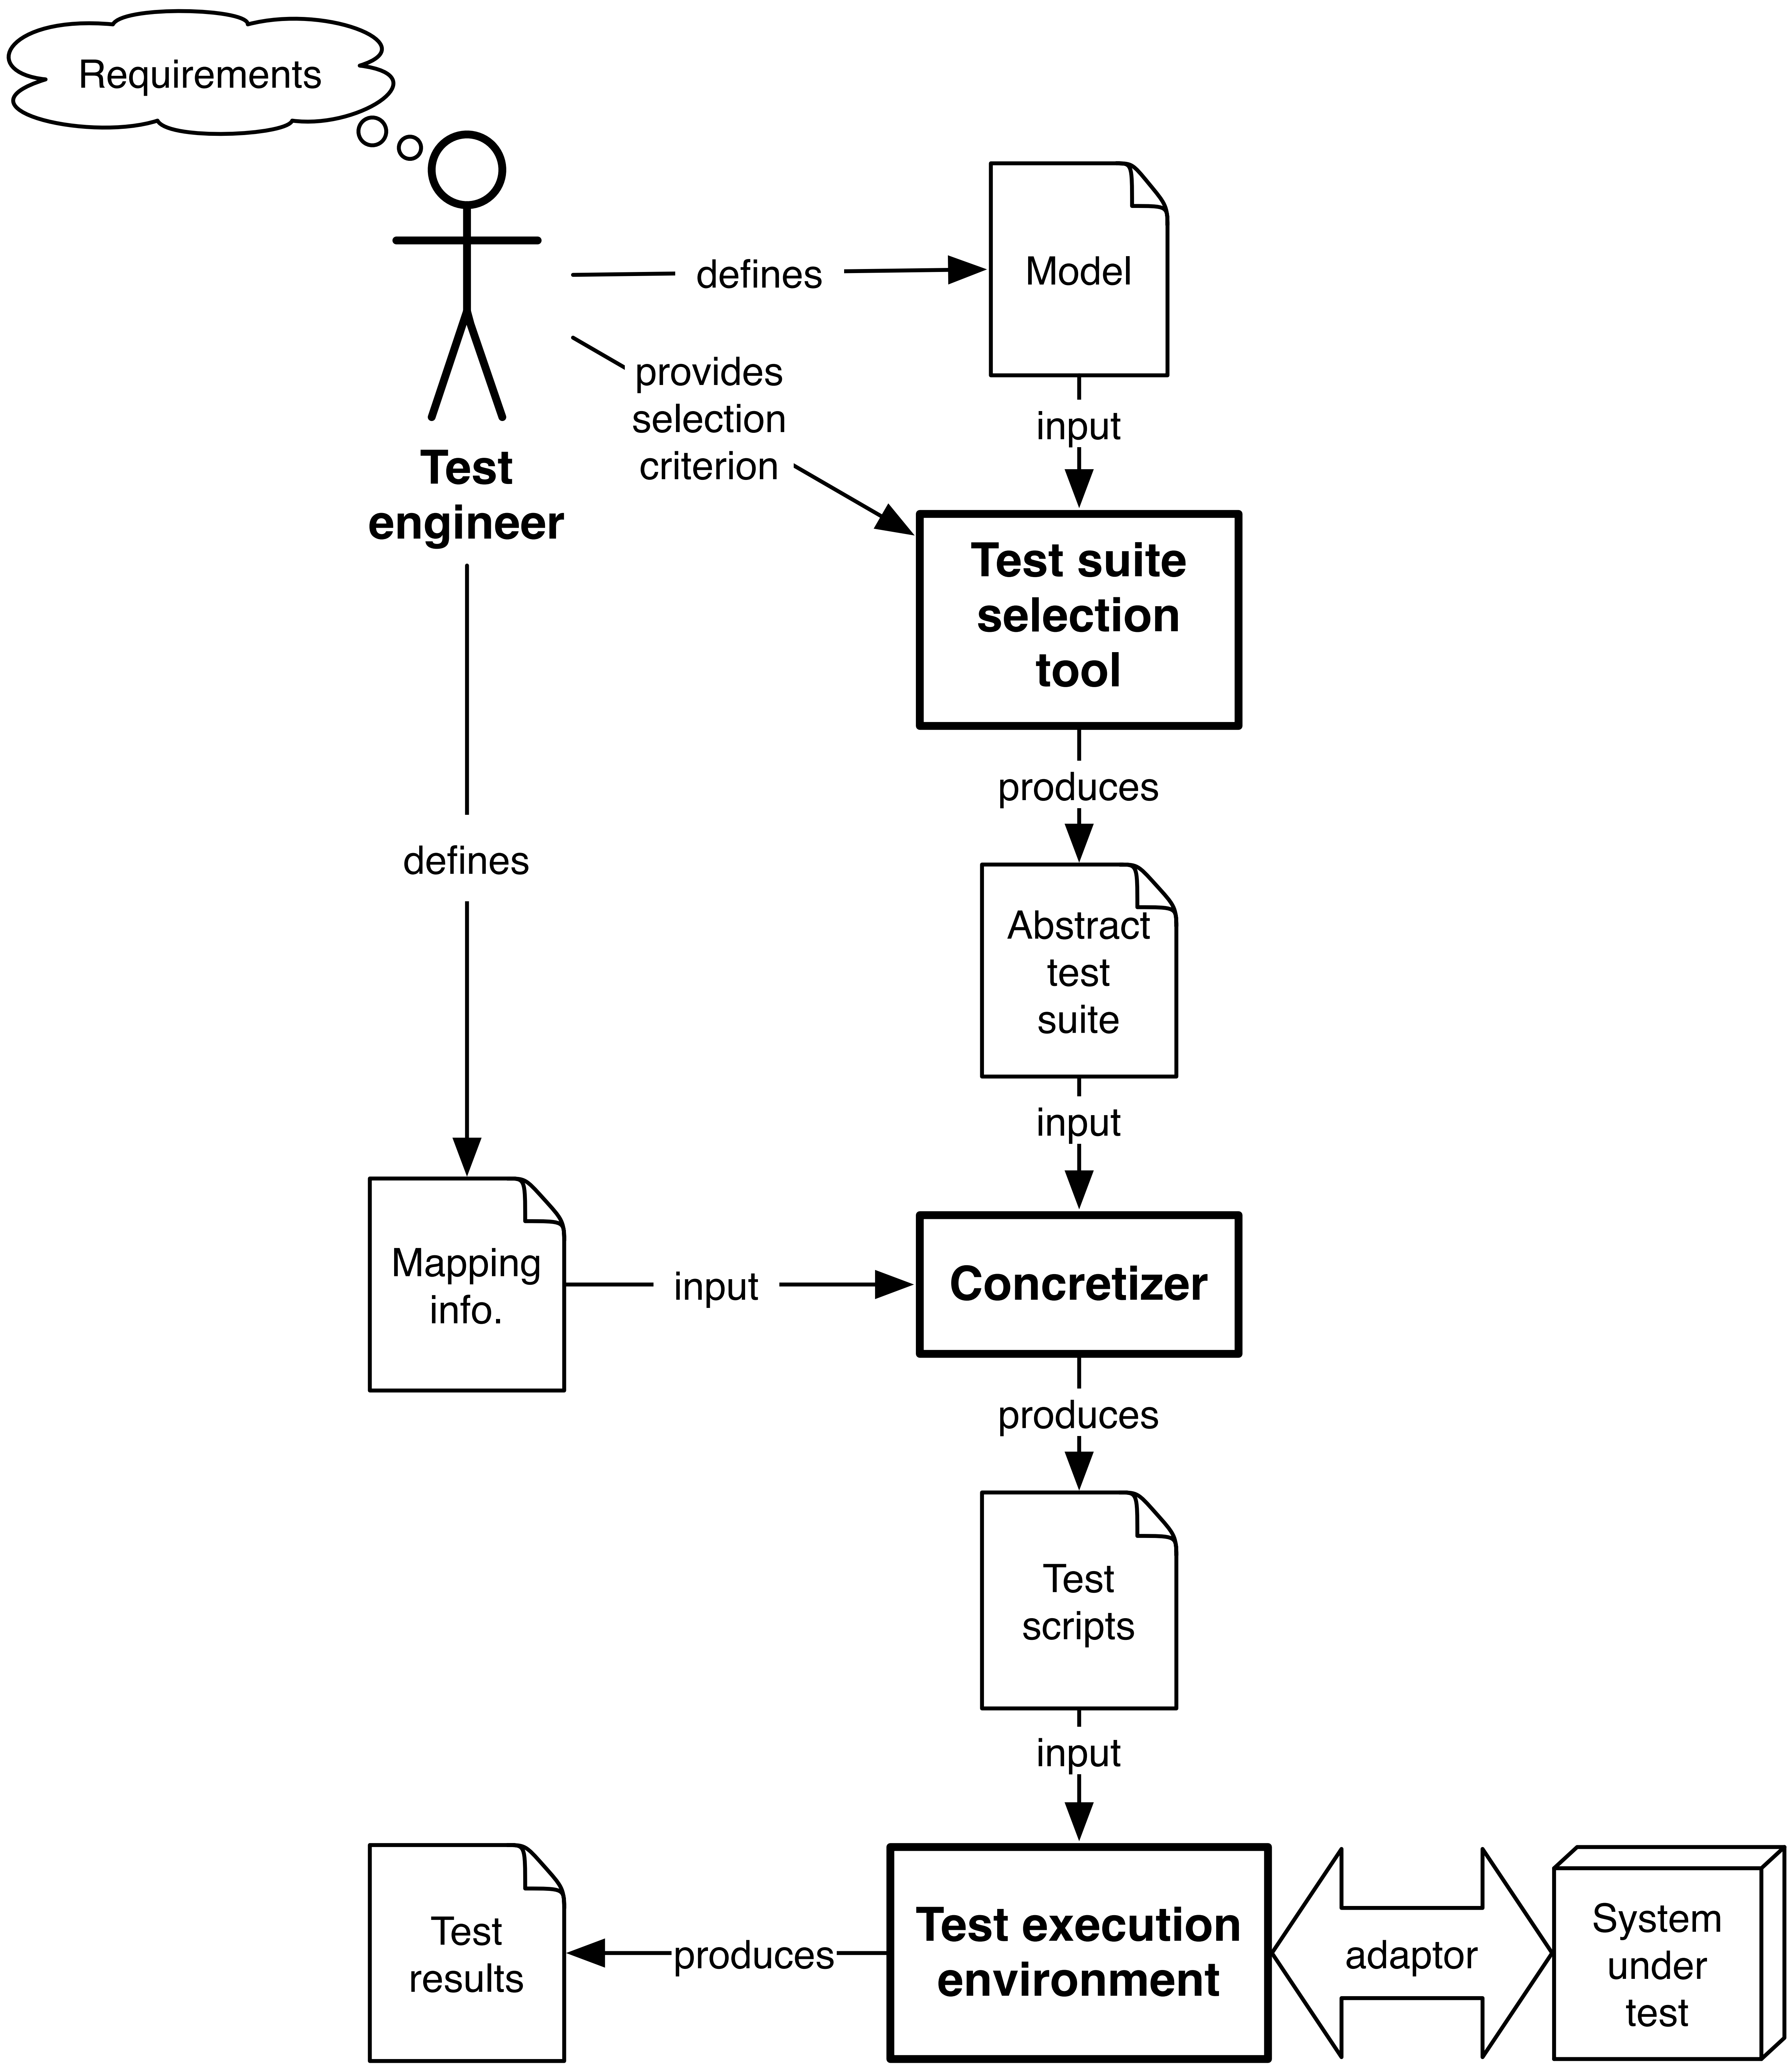 Requirements
defines
Model
provides
selection
criterion
input
Test
engineer
Test suite
selection
tool
produces
defines
Abstract
test
suite
input
Mapping
info.
input
Concretizer
produces
Test
scripts
input
Test
results
produces
Test execution
environment
adaptor
System
under
test